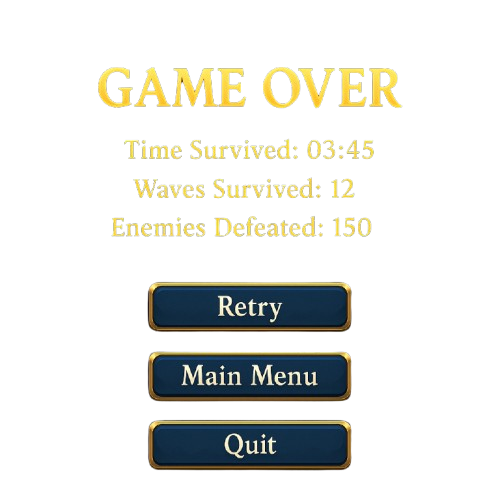 GAME OVER
Time Survived: 03:45
Waves Survived: 12
Enemies Defeated: 150
Retry
Main Menu
Quit